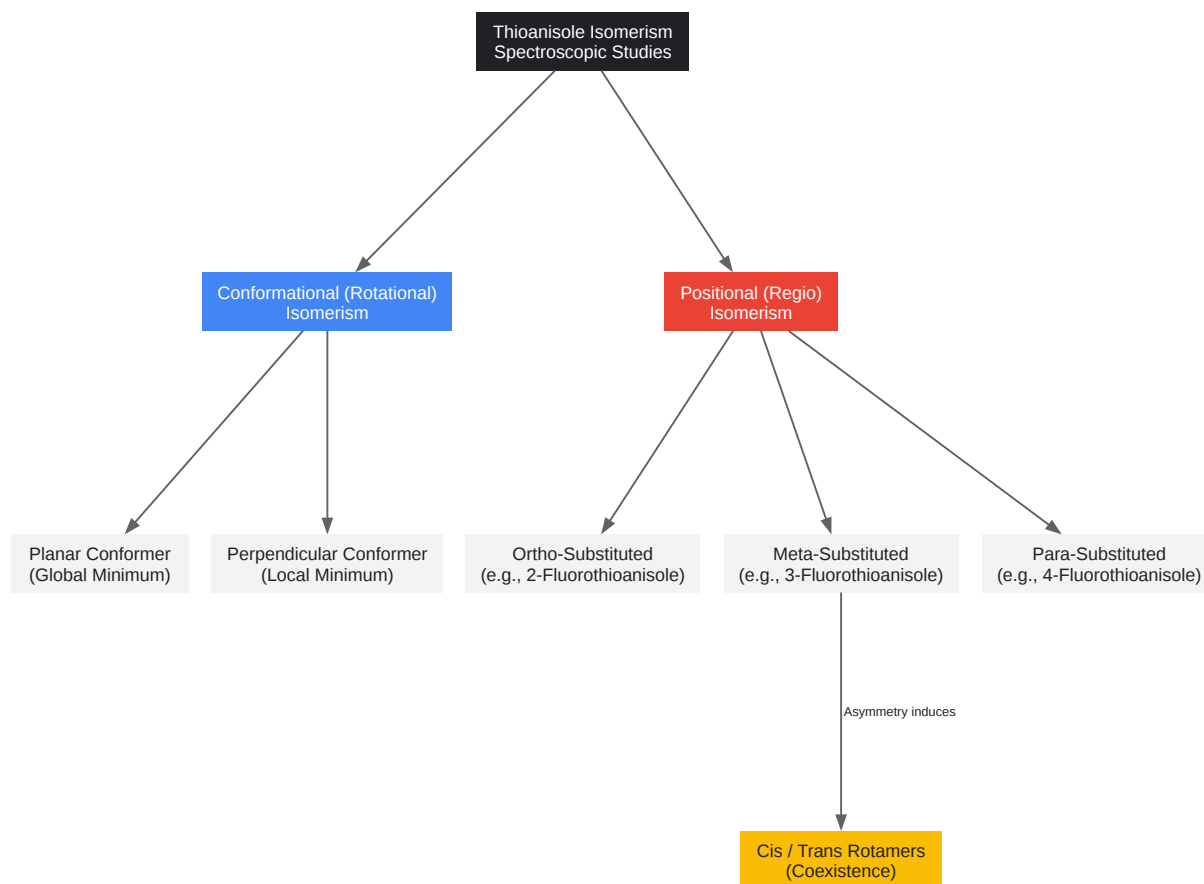 Thioanisole Isomerism
Spectroscopic Studies
Conformational (Rotational)
Isomerism
Positional (Regio)
Isomerism
Planar Conformer
(Global Minimum)
Perpendicular Conformer
(Local Minimum)
Ortho-Substituted
(e.g., 2-Fluorothioanisole)
Meta-Substituted
(e.g., 3-Fluorothioanisole)
Para-Substituted
(e.g., 4-Fluorothioanisole)
Asymmetry induces
Cis / Trans Rotamers
(Coexistence)